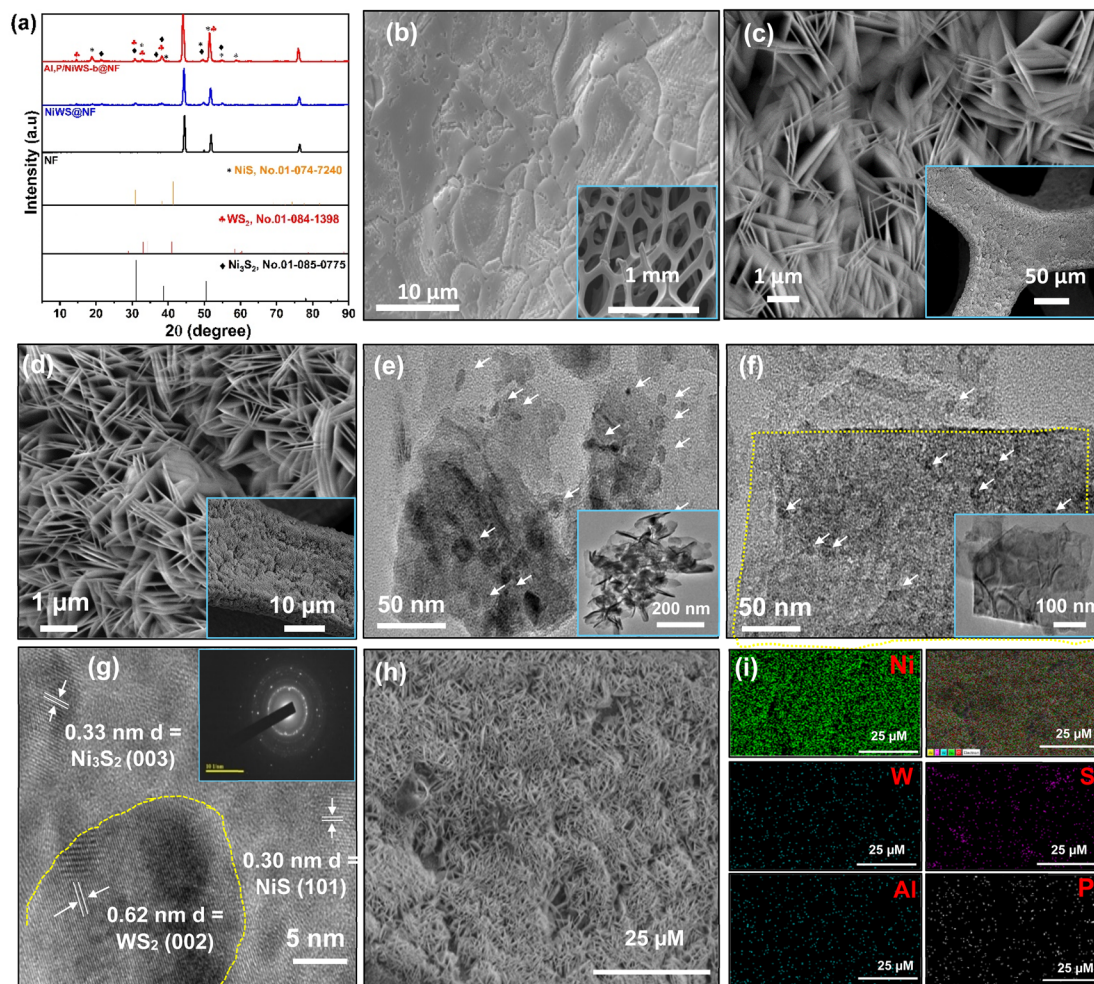 (a)
Al,P/NiWS-b@NF
NiWS@NF
NF
* NiS, No.01-074-7240
♣ WS₂, No.01-084-1398
♦ Ni₃S₂, No.01-085-0775
Intensity (a.u)
10 20 30 40 50 60 70 80 90
2θ (degree)
(b)
10 µm
1 mm
(c)
1 µm
50 µm
(d)
1 µm
10 µm
(e)
50 nm
200 nm
(f)
50 nm
100 nm
(g)
0.33 nm d =
Ni₃S₂ (003)
0.30 nm d =
NiS (101)
0.62 nm d =
WS₂ (002)
5 nm
(h)
25 µM
(i)
Ni
25 µM
25 µM
W
25 µM
S
25 µM
Al
25 µM
P
25 µM